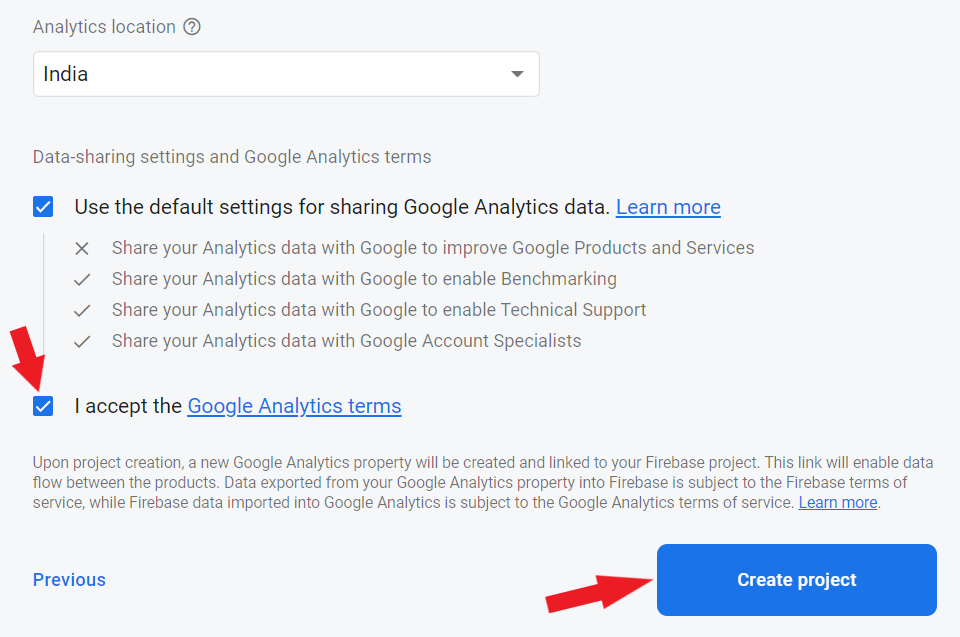 Analytics location
India
Data-sharing settings and Google Analytics terms
Use the default settings for sharing Google Analytics data. Learn more
Share your Analytics data with Google to improve Google Products and Services
Share your Analytics data with Google to enable Benchmarking
Share your Analytics data with Google to enable Technical Support
Share your Analytics data with Google Account Specialists
I accept the Google Analytics terms
Upon project creation, a new Google Analytics property will be created and linked to your Firebase project. This link will enable data
flow between the products. Data exported from your Google Analytics property into Firebase is subject to the Firebase terms of
service, while Firebase data imported into Google Analytics is subject to the Google Analytics terms of service. Learn more.
Previous
Create project